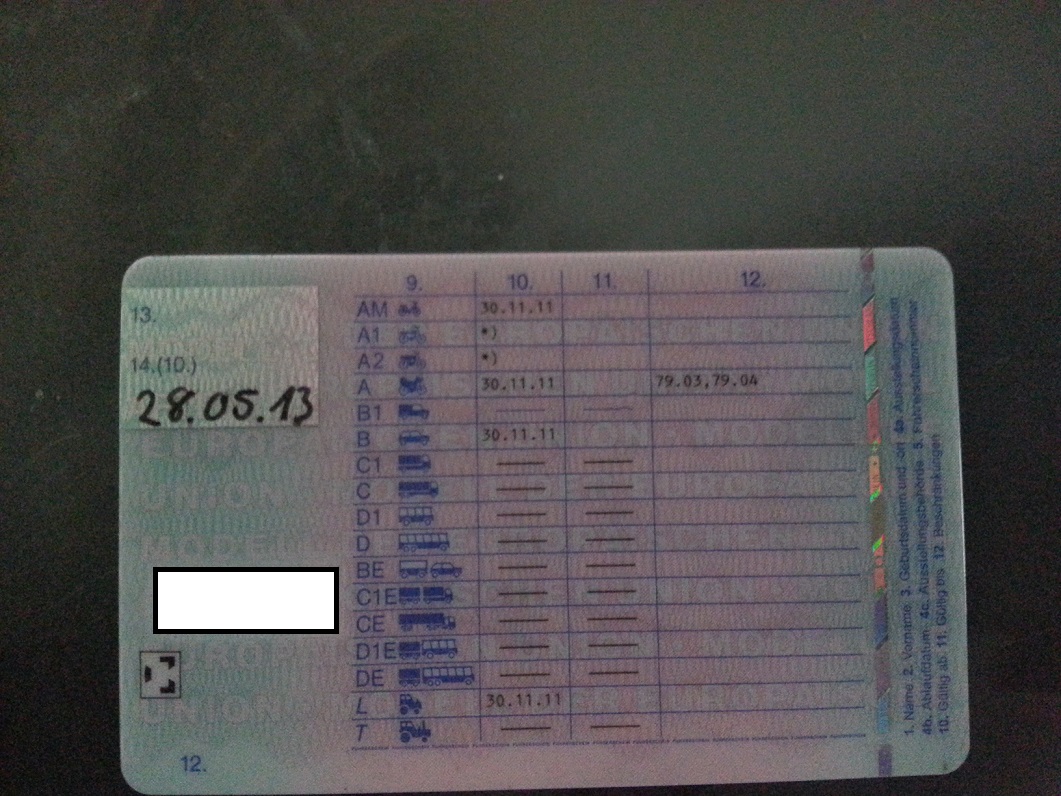 13.
14.(10.)
28.05.13
9. 10. 11. 12.
AM 30.11.11
A1 *)
A2 *)
A 30.11.11 79.03,79.04
B1
B 30.11.11
C1
C
D1
D
BE
C1E
CE
D1E
DE
L 30.11.11
T
12.
1. Name 2. Vorname 3. Geburtsdatum und -ort 4a. Ausstellungsdatum
4b. Ablaufdatum 4c. Ausstellungsbehörde 5. Führerscheinnummer
10. Gültig ab 11. Gültig bis 12. Beschränkungen